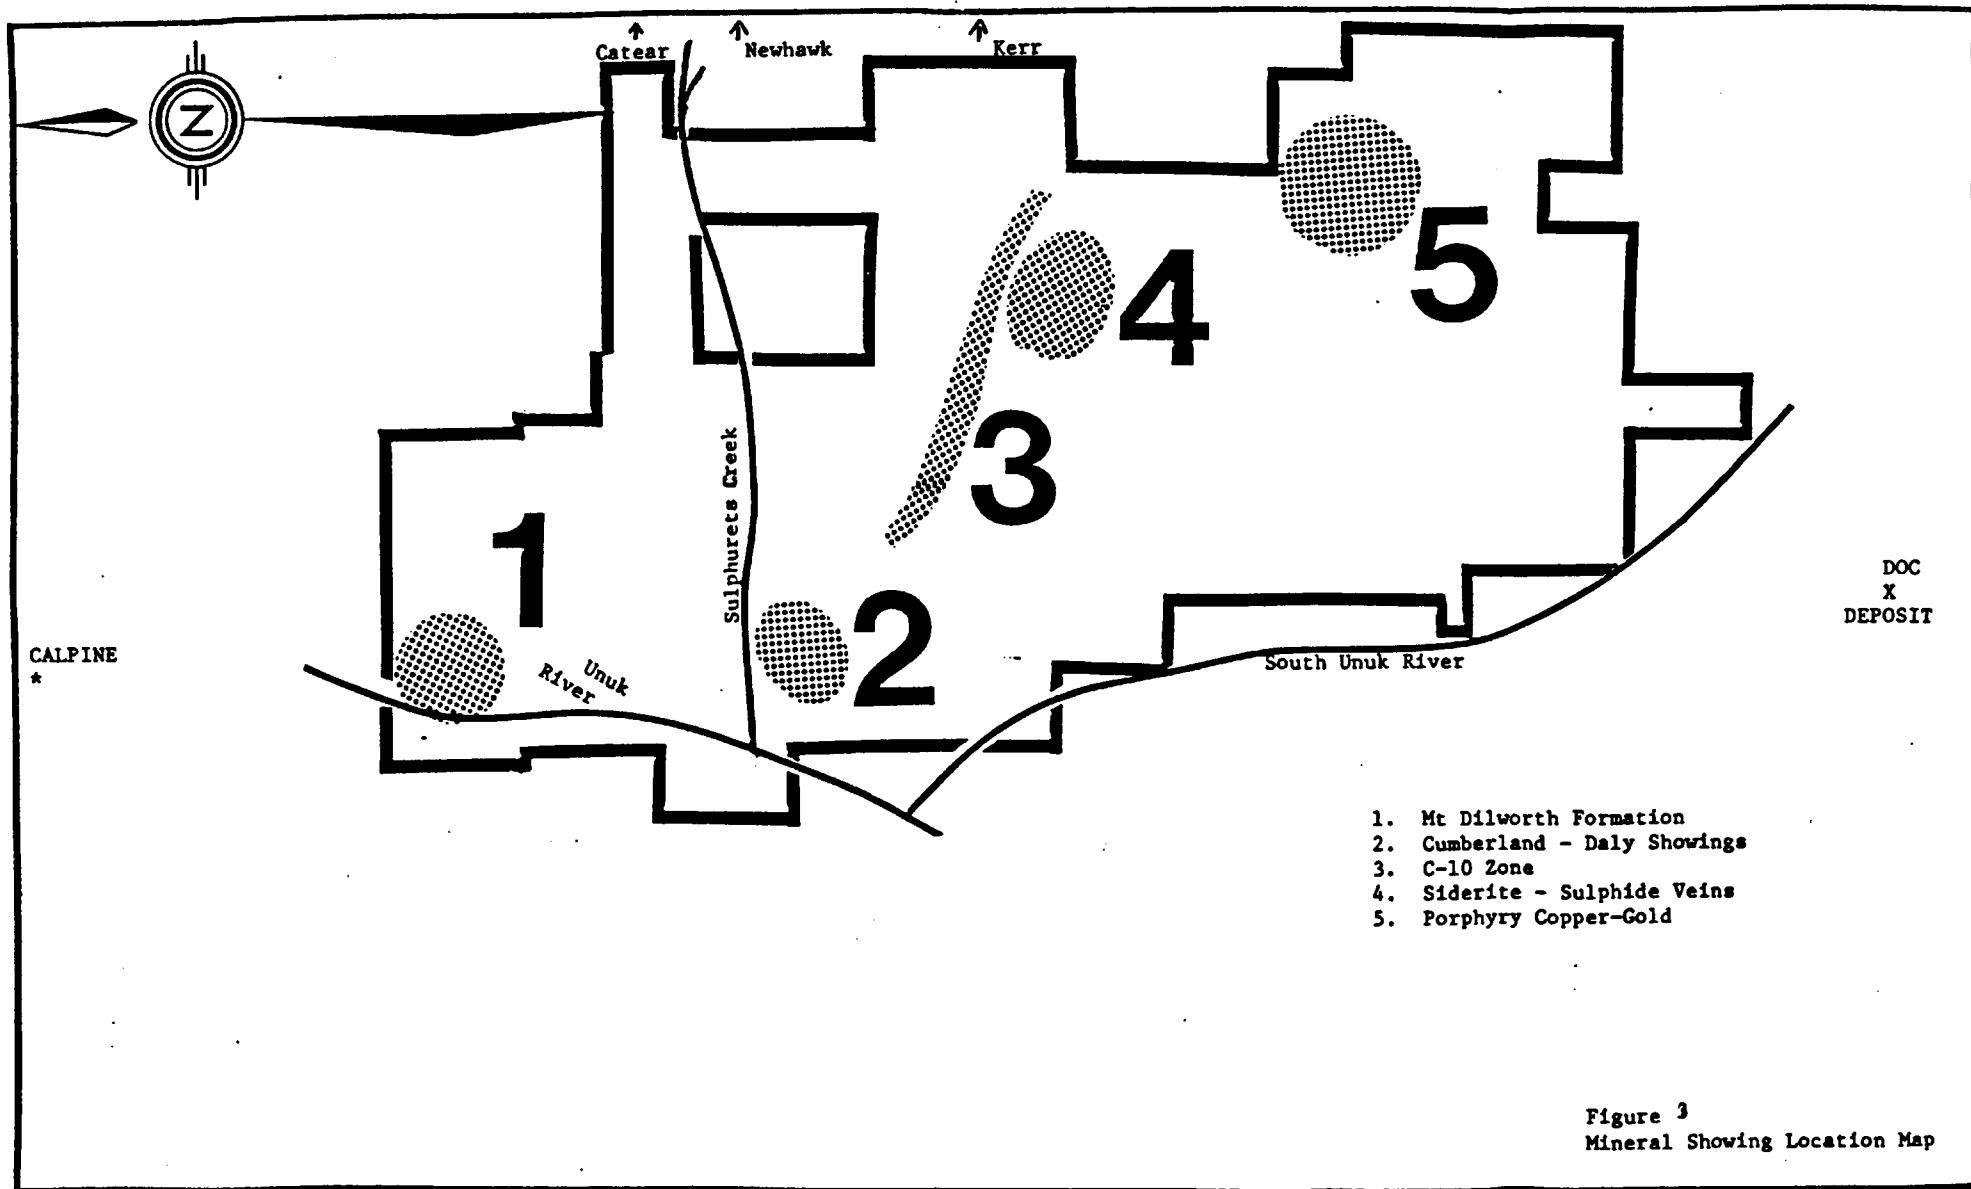 Catear
Newhawk
Kerr
N
5
4
3
Sulphurets Creek
1
2
DOC
X
DEPOSIT
CALPINE
*
Unuk
River
South Unuk River
1. Mt Dilworth Formation
2. Cumberland - Daly Showings
3. C-10 Zone
4. Siderite - Sulphide Veins
5. Porphyry Copper-Gold
Figure 3
Mineral Showing Location Map